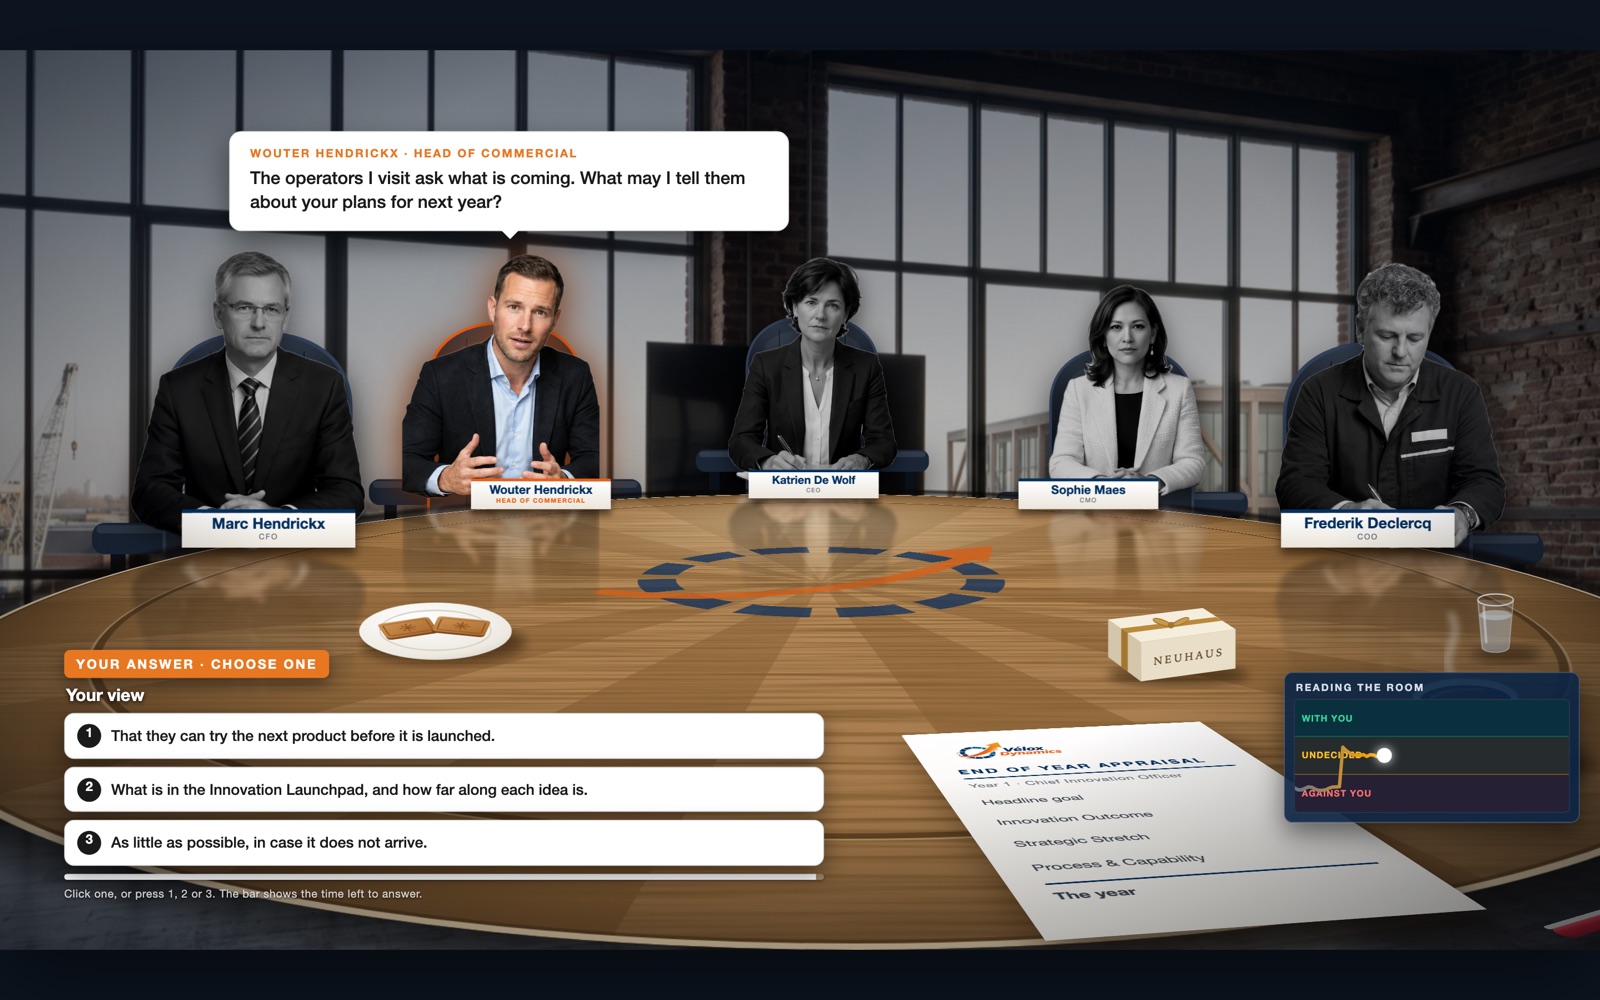 WOUTER HENDRICKX · HEAD OF COMMERCIAL
The operators I visit ask what is coming. What may I tell them
about your plans for next year?
Marc Hendrickx
CFO
Wouter Hendrickx
HEAD OF COMMERCIAL
Katrien De Wolf
CEO
Sophie Maes
CMO
Frederik Declercq
COO
NEUHAUS
YOUR ANSWER · CHOOSE ONE
Your view
1 That they can try the next product before it is launched.
2 What is in the Innovation Launchpad, and how far along each idea is.
3 As little as possible, in case it does not arrive.
Click one, or press 1, 2 or 3. The bar shows the time left to answer.
Vélox
Dynamics
END OF YEAR APPRAISAL
Year 1 · Chief Innovation Officer
Headline goal
Innovation Outcome
Strategic Stretch
Process & Capability
The year
READING THE ROOM
WITH YOU
UNDECIDED
AGAINST YOU